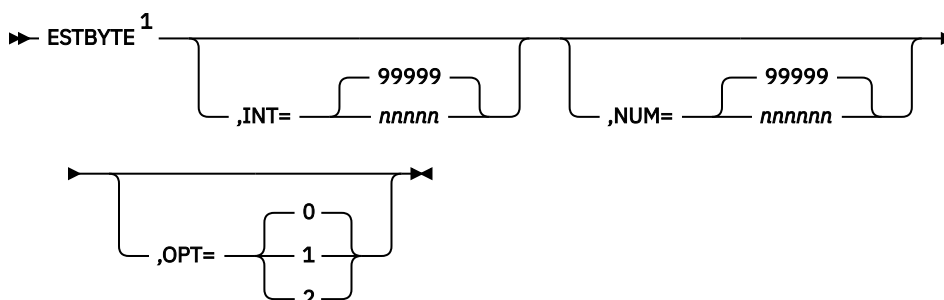 99999 99999
ESTBYTE 1
,INT= nnnnn ,NUM= nnnnnn
0
,OPT= 1
2